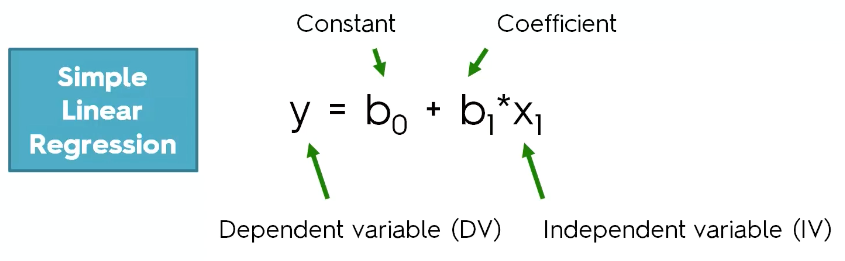 Constant
Coefficient
Simple
Linear
Regression
y = b₀ + b₁*x₁
Dependent variable (DV)
Independent variable (IV)